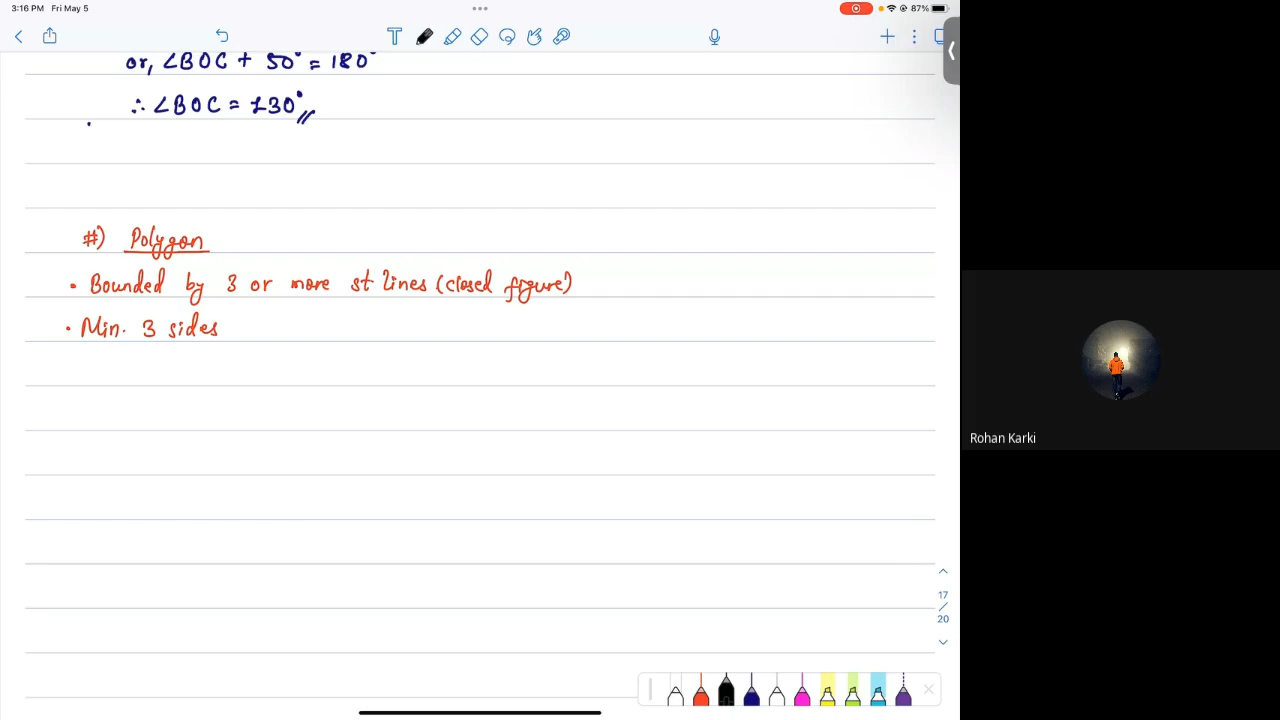 3:16 PM Fri May 5
87%
or, ∠BOC + 50° = 180°
∴ ∠BOC = 130°
#) Polygon
• Bounded by 3 or more st lines (closed figure)
• Min. 3 sides
Rohan Karki
17
/
20